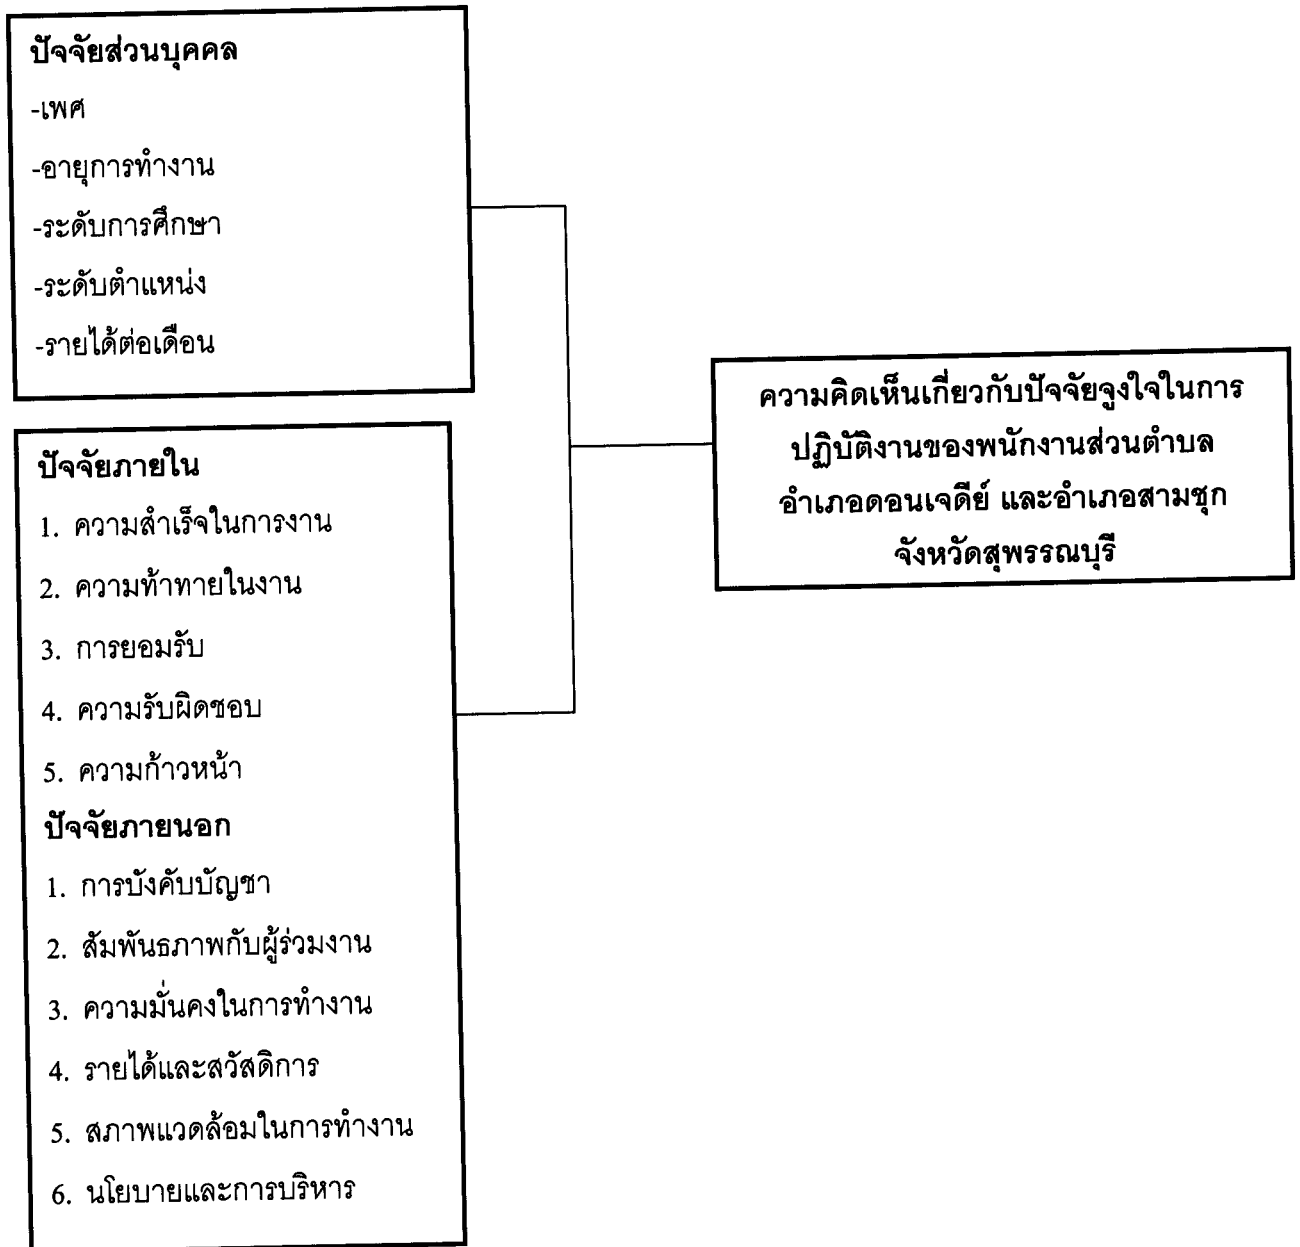 ปัจจัยส่วนบุคคล
-เพศ
-อายุการทำงาน
-ระดับการศึกษา
-ระดับตำแหน่ง
-รายได้ต่อเดือน
ปัจจัยภายใน
1. ความสำเร็จในการงาน
2. ความท้าทายในงาน
3. การยอมรับ
4. ความรับผิดชอบ
5. ความก้าวหน้า
ปัจจัยภายนอก
1. การบังคับบัญชา
2. สัมพันธภาพกับผู้ร่วมงาน
3. ความมั่นคงในการทำงาน
4. รายได้และสวัสดิการ
5. สภาพแวดล้อมในการทำงาน
6. นโยบายและการบริหาร
ความคิดเห็นเกี่ยวกับปัจจัยจูงใจในการ
ปฏิบัติงานของพนักงานส่วนตำบล
อำเภอดอนเจดีย์ และอำเภอสามชุก
จังหวัดสุพรรณบุรี